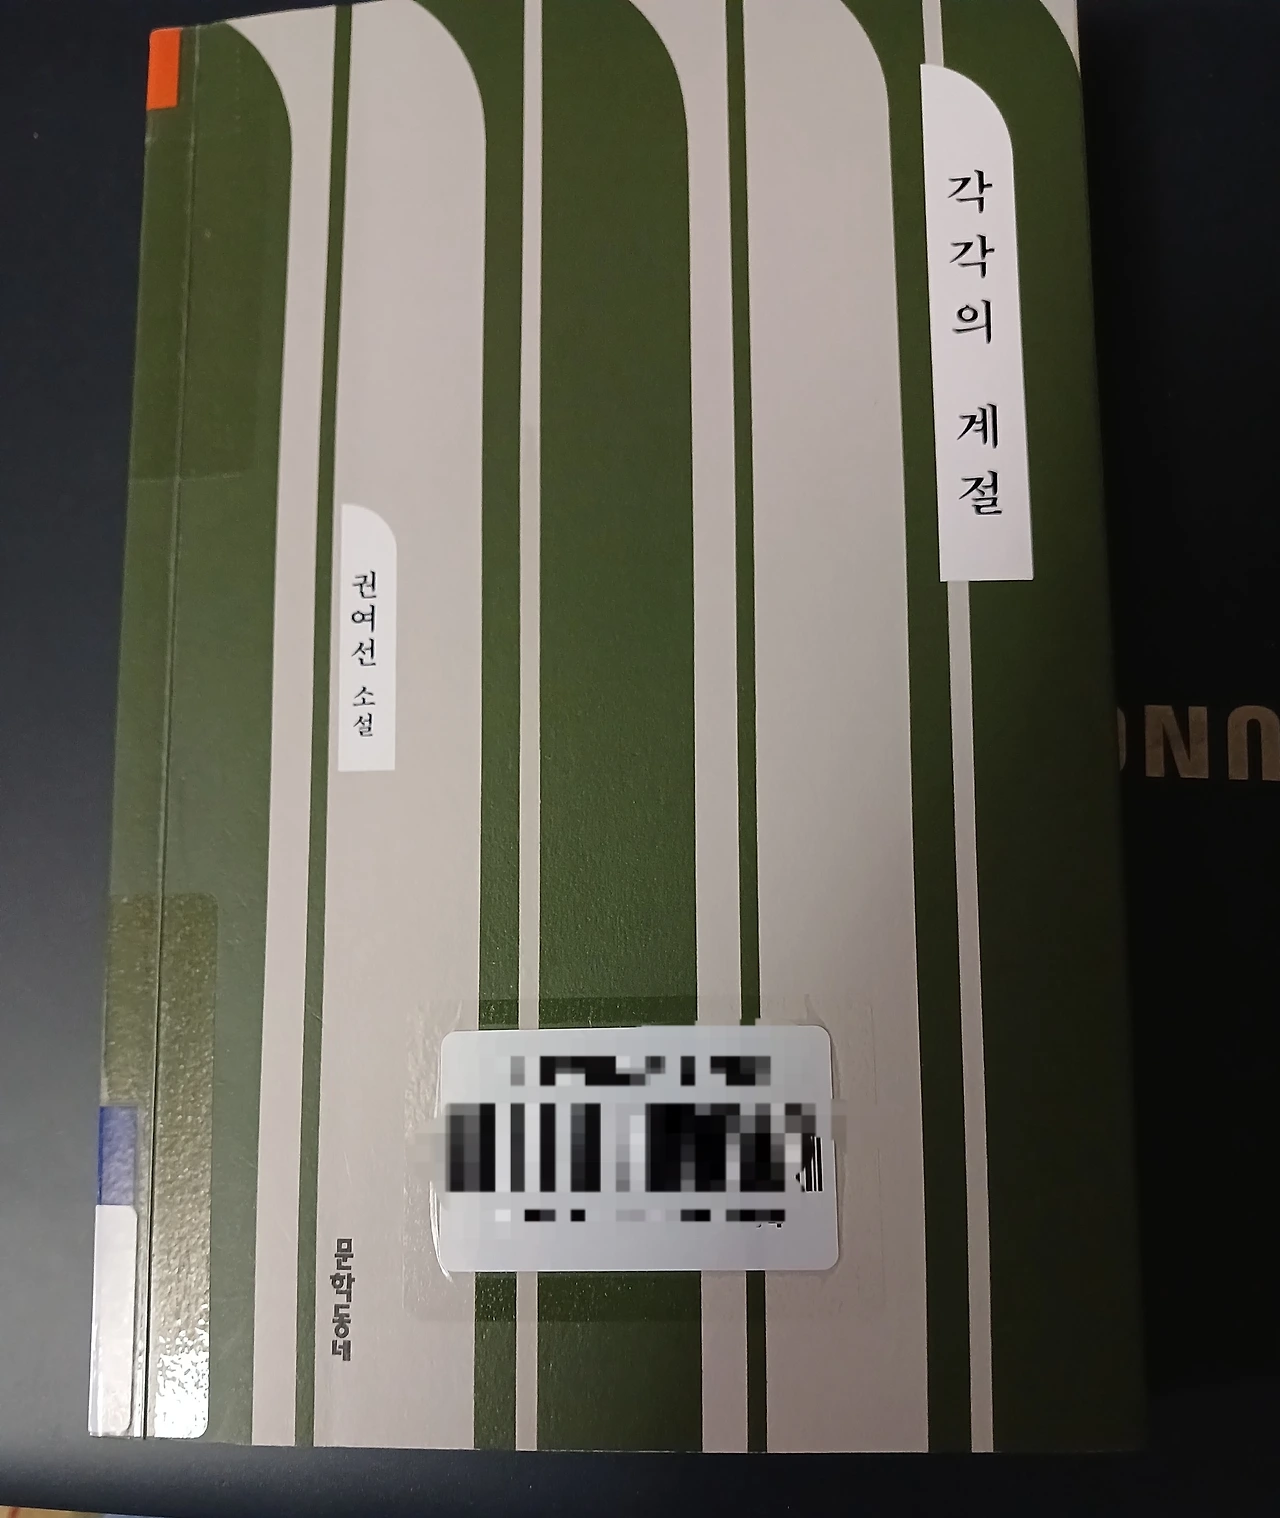 각각의 계절
권여선 소설
문학동네